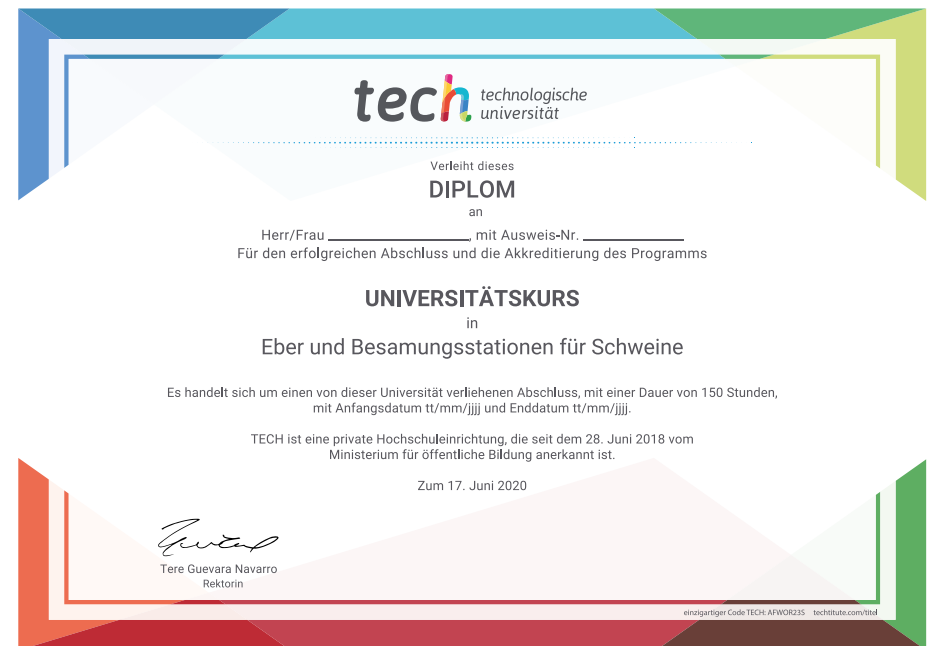 tech technologische
universität
Verleiht dieses
DIPLOM
an
Herr/Frau ____________, mit Ausweis-Nr. ____________
Für den erfolgreichen Abschluss und die Akkreditierung des Programms
UNIVERSITÄTSKURS
in
Eber und Besamungsstationen für Schweine
Es handelt sich um einen von dieser Universität verliehenen Abschluss, mit einer Dauer von 150 Stunden,
mit Anfangsdatum tt/mm/jjjj und Enddatum tt/mm/jjjj.
TECH ist eine private Hochschuleinrichtung, die seit dem 28. Juni 2018 vom
Ministerium für öffentliche Bildung anerkannt ist.
Zum 17. Juni 2020
Tere Guevara Navarro
Rektorin
einzigartiger Code TECH: AFWOR23S techtitute.com/titel